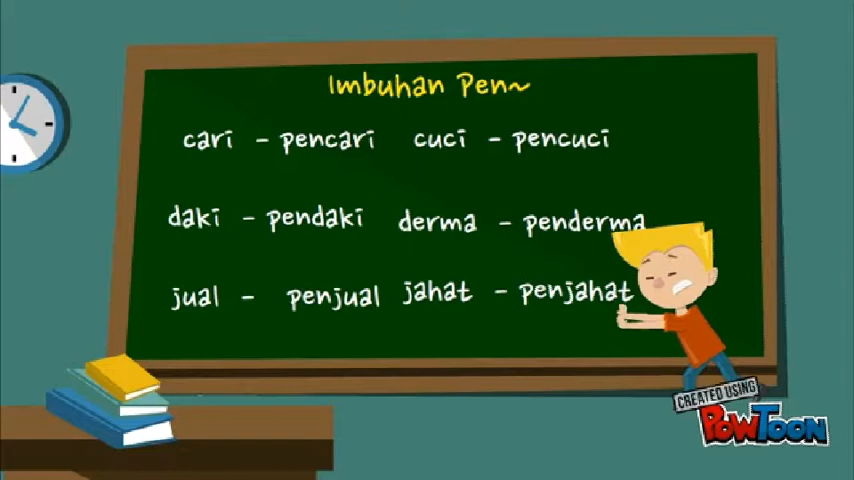 Imbuhan Pen~
cari - pencari cuci - pencuci
daki - pendaki derma - penderma
jual - penjual jahat - penjahat
CREATED USING
POWTOON